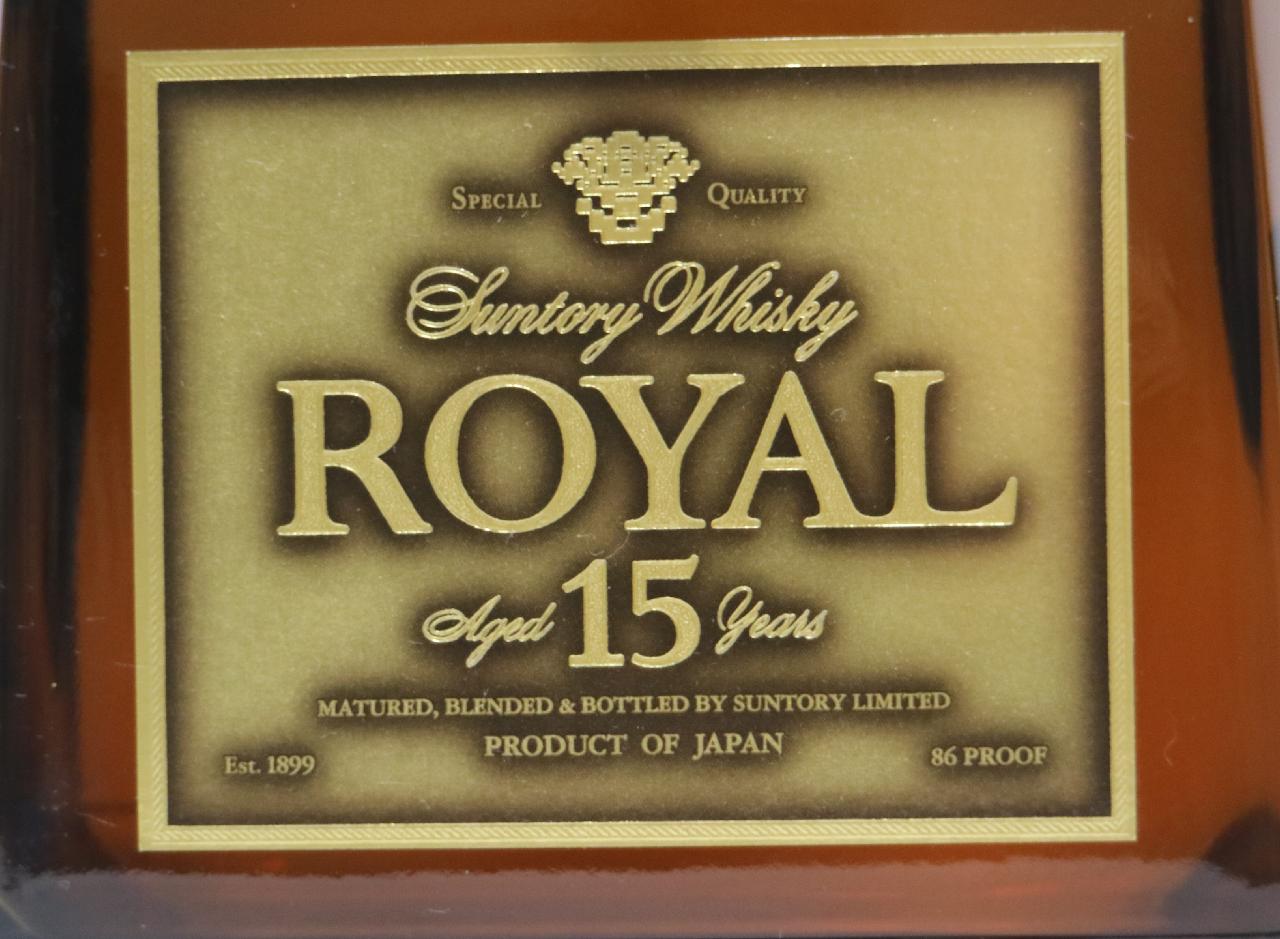 SPECIAL QUALITY
Suntory Whisky
ROYAL
Aged 15 Years
MATURED, BLENDED & BOTTLED BY SUNTORY LIMITED
PRODUCT OF JAPAN
Est. 1899
86 PROOF